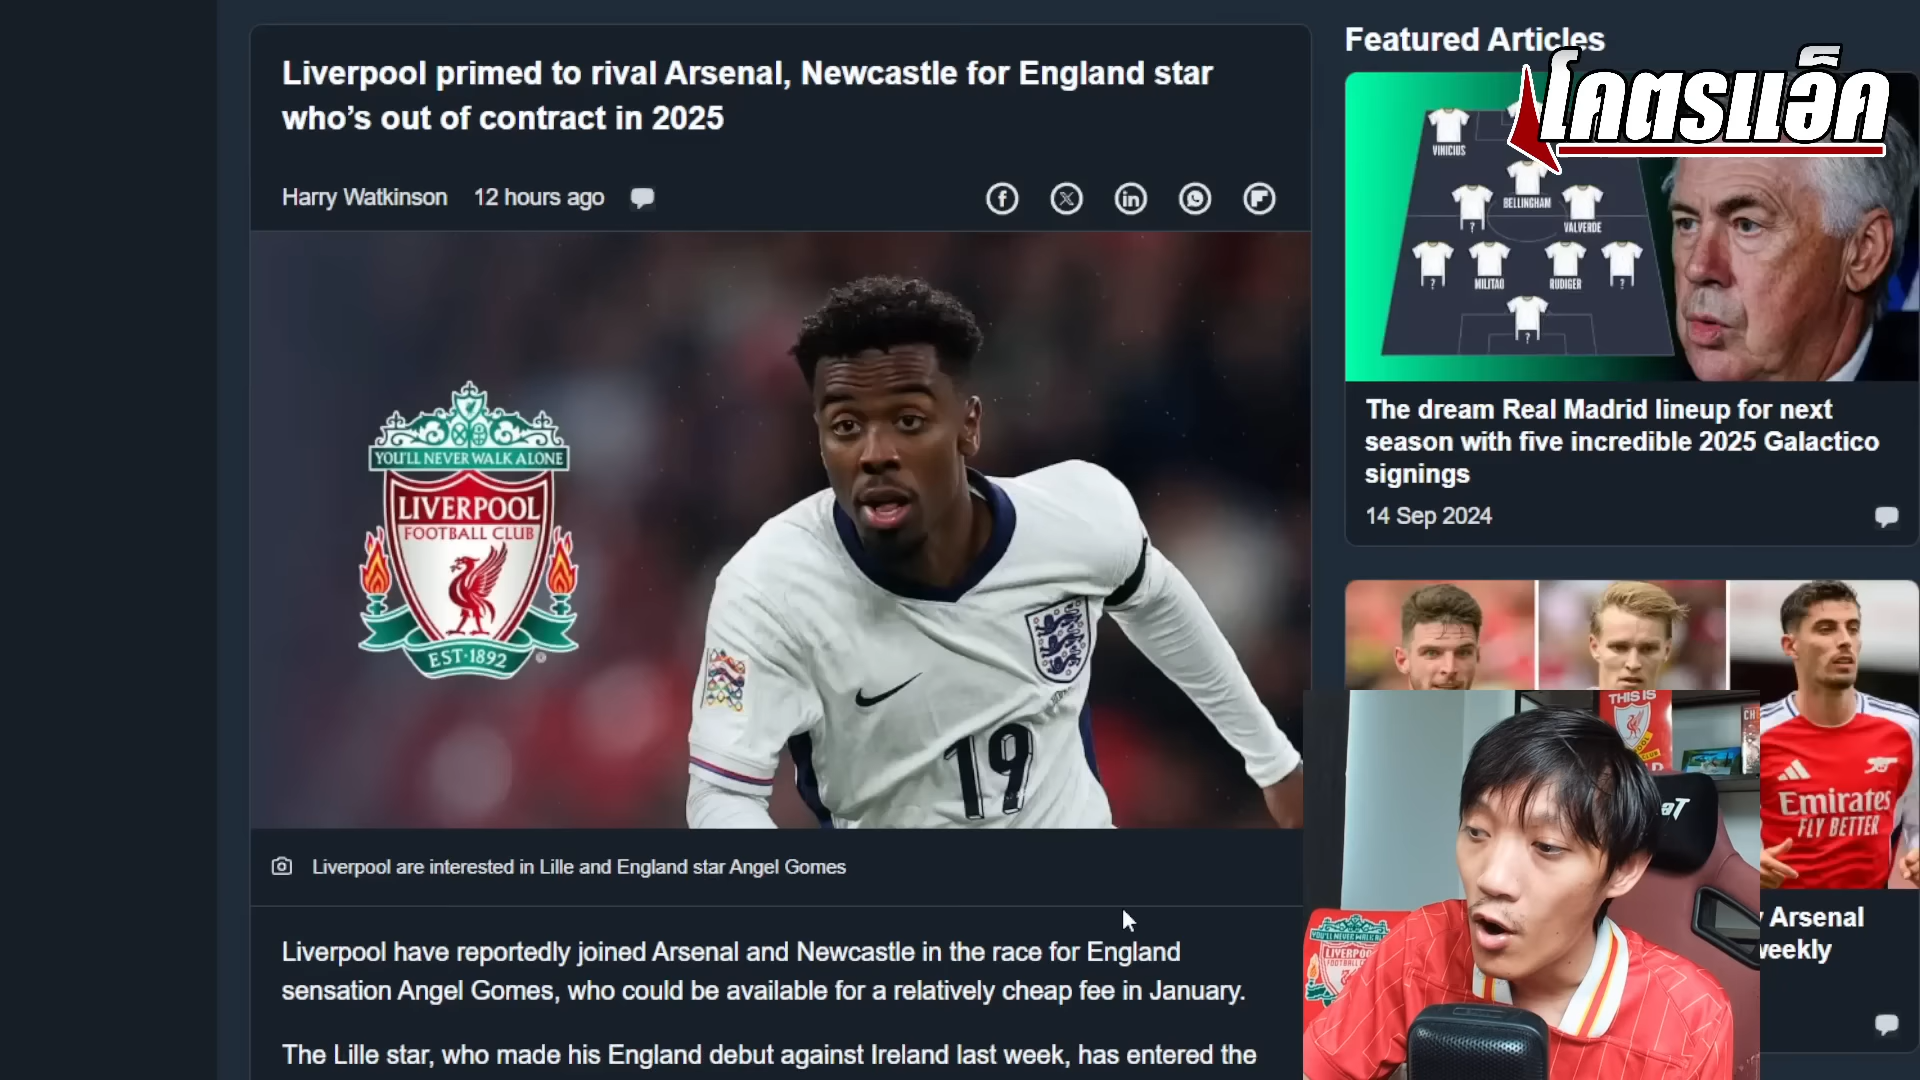 Liverpool primed to rival Arsenal, Newcastle for England star
who's out of contract in 2025
Harry Watkinson 12 hours ago
YOU'LL NEVER WALK ALONE
LIVERPOOL
FOOTBALL CLUB
EST·1892
19
Liverpool are interested in Lille and England star Angel Gomes
Liverpool have reportedly joined Arsenal and Newcastle in the race for England
sensation Angel Gomes, who could be available for a relatively cheap fee in January.
The Lille star, who made his England debut against Ireland last week, has entered the
Featured Articles
โคตรแอ็ค
VINICIUS
BELLINGHAM
?
VALVERDE
?
MILITAO
RUDIGER
?
?
The dream Real Madrid lineup for next
season with five incredible 2025 Galactico
signings
14 Sep 2024
Emirates
FLY BETTER
Arsenal
weekly
THIS IS